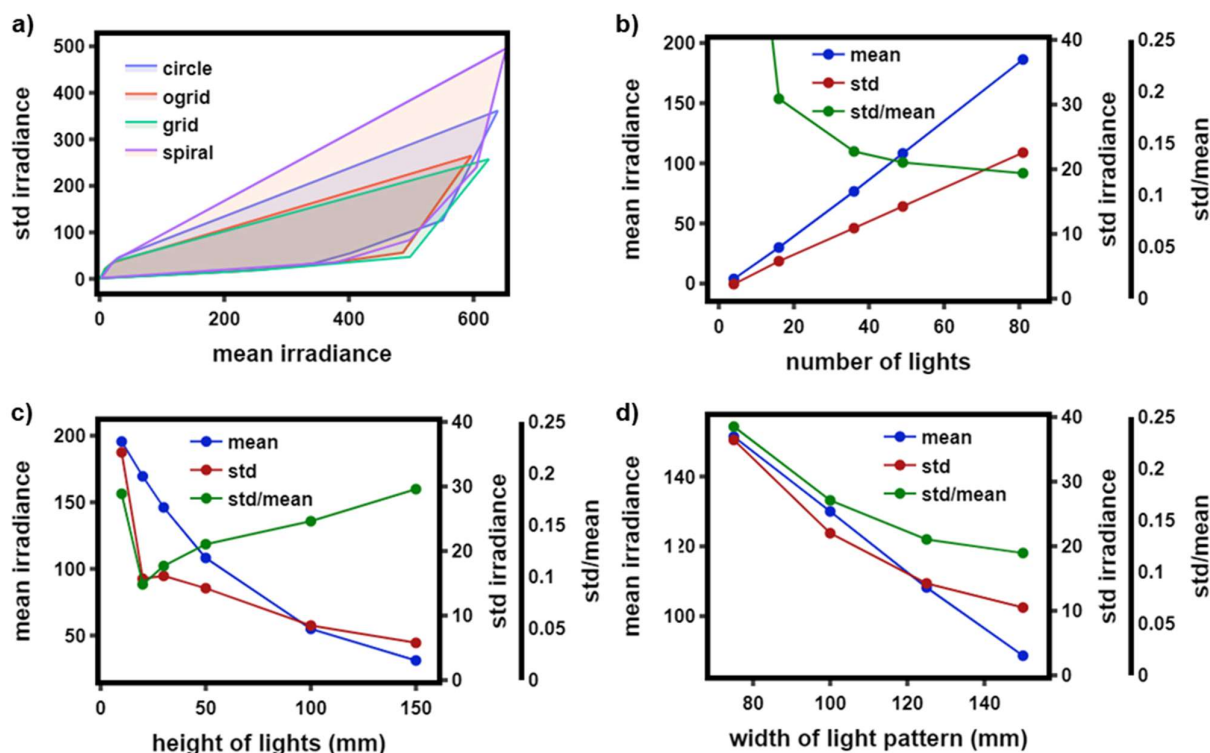 a)
500
400
300
200
100
0
std irradiance
circle
ogrid
grid
spiral
0 200 400 600
mean irradiance
b)
200
150
100
50
0
mean irradiance
mean
std
std/mean
40
30
20
10
0
std irradiance
0.25
0.2
0.15
0.1
0.05
0
std/mean
0 20 40 60 80
number of lights
c)
200
150
100
50
mean irradiance
mean
std
std/mean
40
30
20
10
0
std irradiance
0.25
0.2
0.15
0.1
0.05
0
std/mean
0 50 100 150
height of lights (mm)
d)
140
120
100
mean irradiance
mean
std
std/mean
40
30
20
10
0
std irradiance
0.25
0.2
0.15
0.1
0.05
0
std/mean
80 100 120 140
width of light pattern (mm)